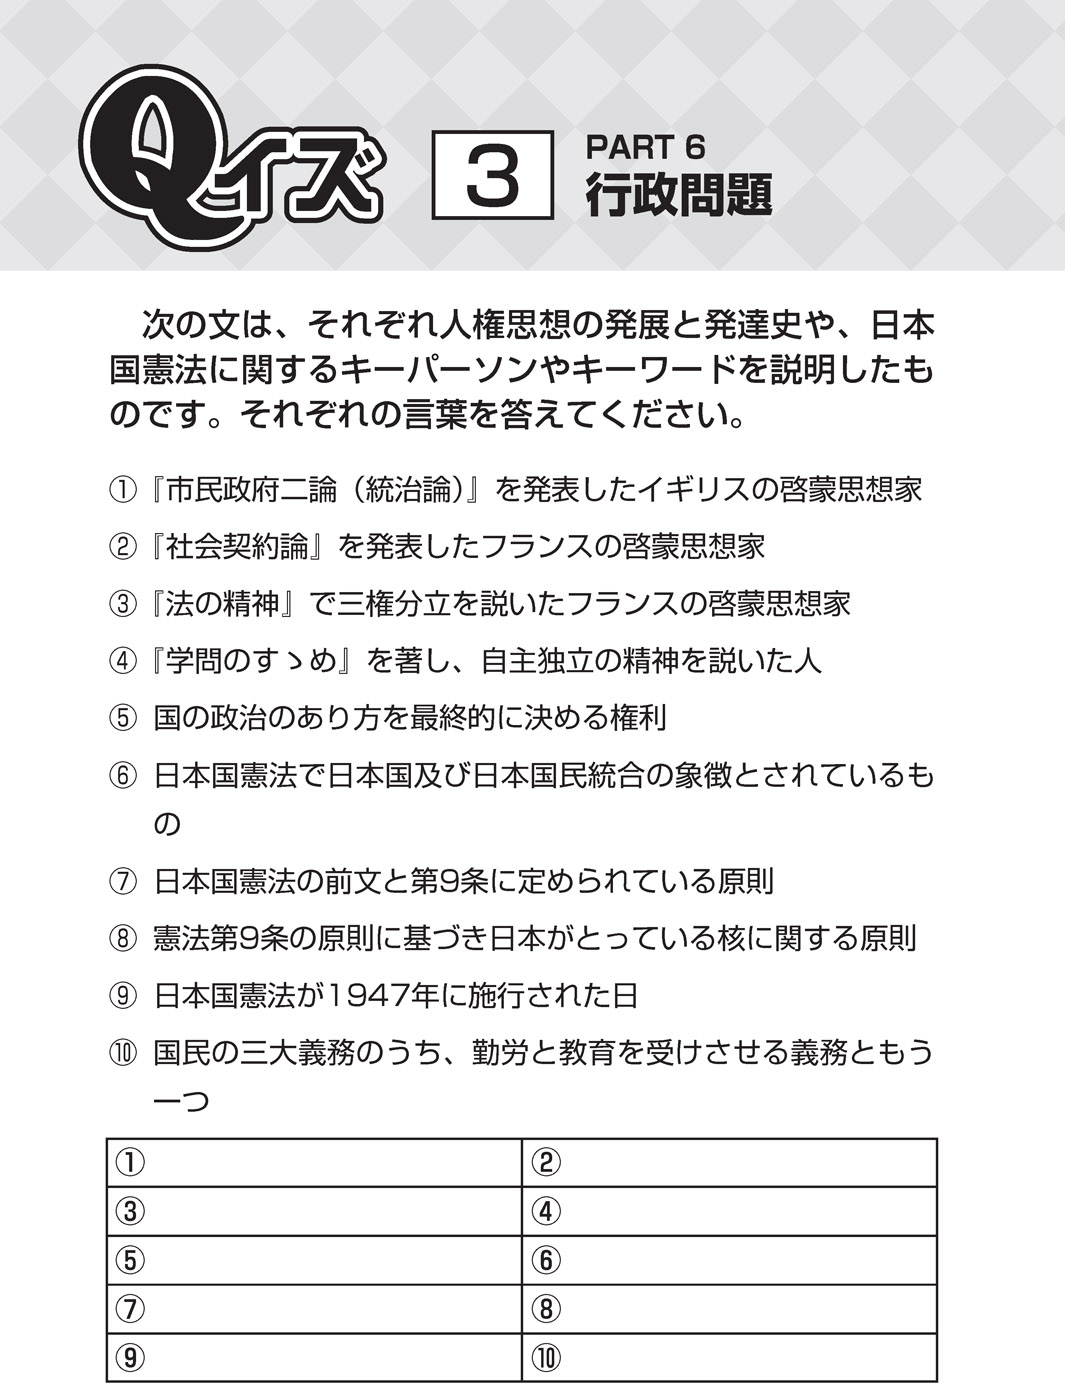 Qイズ
3
PART 6
行政問題
次の文は、それぞれ人権思想の発展と発達史や、日本
国憲法に関するキーパーソンやキーワードを説明したも
のです。それぞれの言葉を答えてください。
①『市民政府二論（統治論）』を発表したイギリスの啓蒙思想家
②『社会契約論』を発表したフランスの啓蒙思想家
③『法の精神』で三権分立を説いたフランスの啓蒙思想家
④『学問のすゝめ』を著し、自主独立の精神を説いた人
⑤ 国の政治のあり方を最終的に決める権利
⑥ 日本国憲法で日本国及び日本国民統合の象徴とされているも
の
⑦ 日本国憲法の前文と第9条に定められている原則
⑧ 憲法第9条の原則に基づき日本がとっている核に関する原則
⑨ 日本国憲法が1947年に施行された日
⑩ 国民の三大義務のうち、勤労と教育を受けさせる義務ともう
一つ
① ②
③ ④
⑤ ⑥
⑦ ⑧
⑨ ⑩